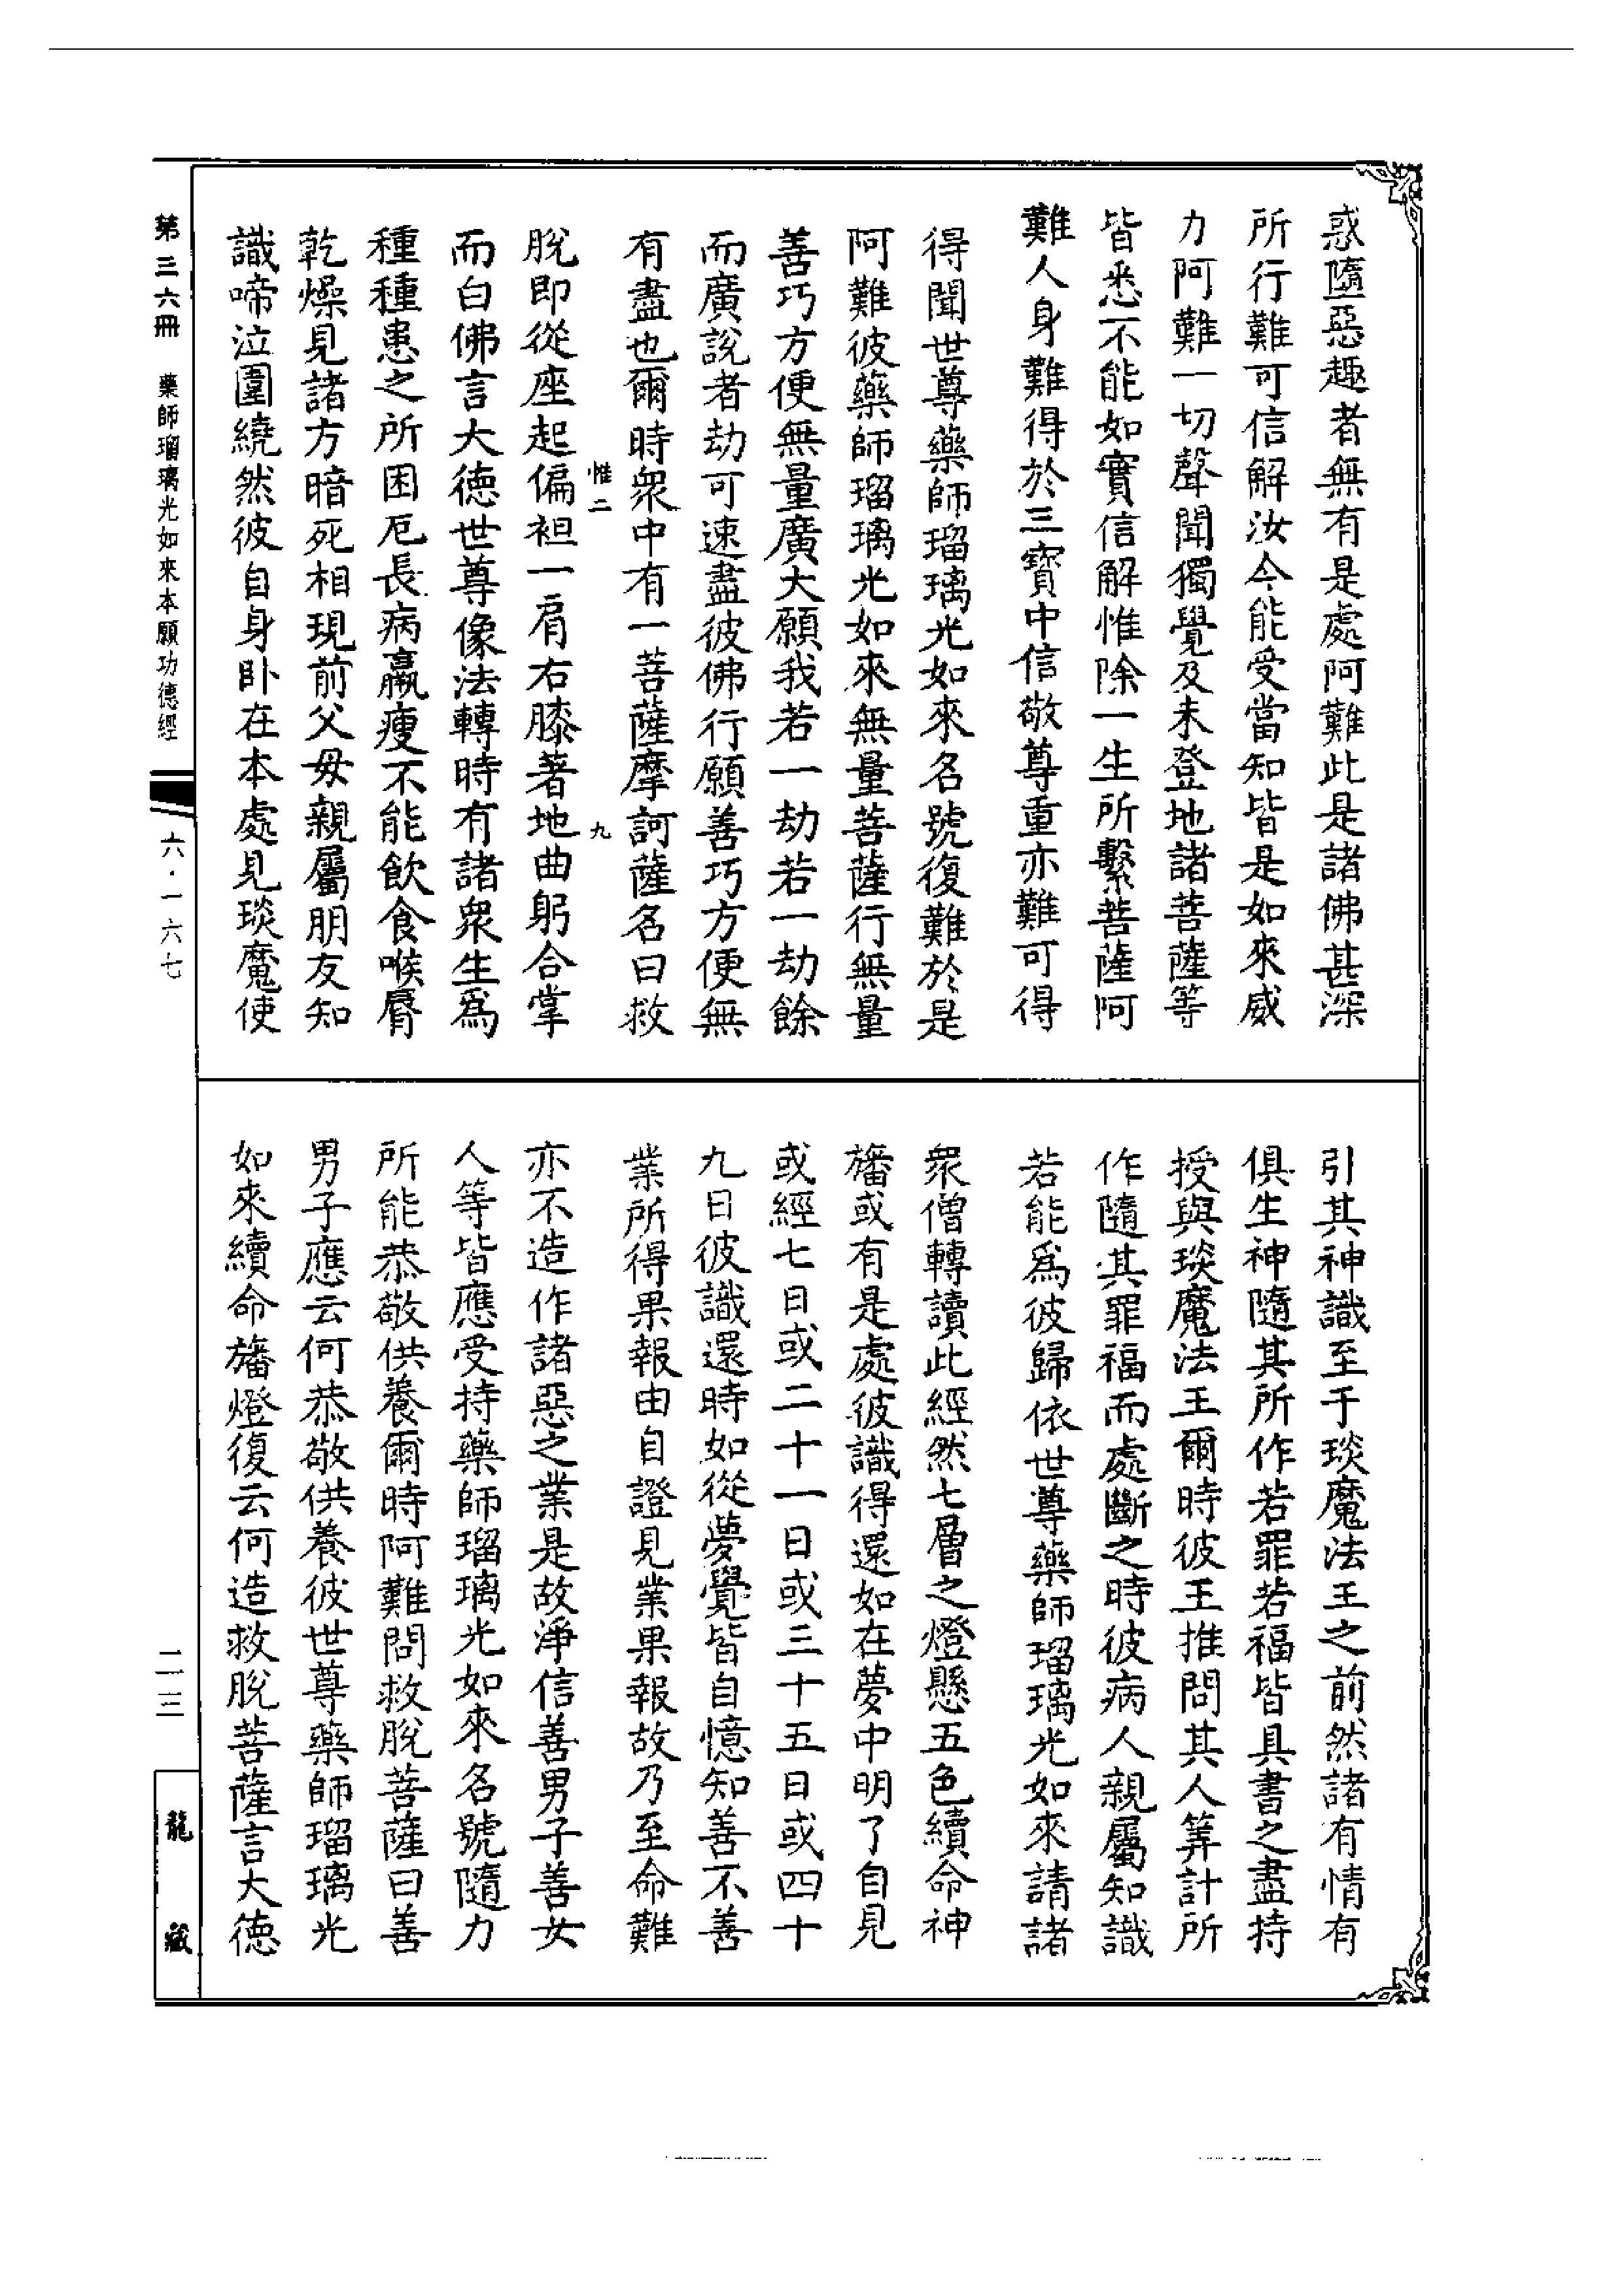 惑墮惡趣者無有是處阿難此是諸佛甚深
所行難可信解汝今能受當知皆是如來威
力阿難一切聲聞獨覺及未登地諸菩薩等
皆悉不能如實信解惟除一生所繫菩薩阿
難人身難得於三寶中信敬尊重亦難可得
得聞世尊藥師瑠璃光如來名號復難於是
阿難彼藥師瑠璃光如來無量菩薩行無量
善巧方便無量廣大願我若一劫若一劫餘
而廣說者劫可速盡彼佛行願善巧方便無
有盡也爾時衆中有一菩薩摩訶薩名曰救
惟二 九
脫即從座起偏袒一肩右膝著地曲躬合掌
而白佛言大德世尊像法轉時有諸衆生爲
種種患之所困厄長病羸瘦不能飲食喉脣
乾燥見諸方暗死相現前父母親屬朋友知
識啼泣圍繞然彼自身臥在本處見琰魔使
引其神識至于琰魔法王之前然諸有情有
俱生神隨其所作若罪若福皆具書之盡持
授與琰魔法王爾時彼王推問其人筭計所
作隨其罪福而處斷之時彼病人親屬知識
若能爲彼歸依世尊藥師瑠璃光如來請諸
衆僧轉讀此經然七層之燈懸五色續命神
旛或有是處彼識得還如在夢中明了自見
或經七日或二十一日或三十五日或四十
九日彼識還時如從夢覺皆自憶知善不善
業所得果報由自證見業果報故乃至命難
亦不造作諸惡之業是故淨信善男子善女
人等皆應受持藥師瑠璃光如來名號隨力
所能恭敬供養爾時阿難問救脫菩薩曰善
男子應云何恭敬供養彼世尊藥師瑠璃光
如來續命旛燈復云何造救脫菩薩言大德
第三六冊 藥師瑠璃光如來本願功德經
六·一六七
二三
龍藏